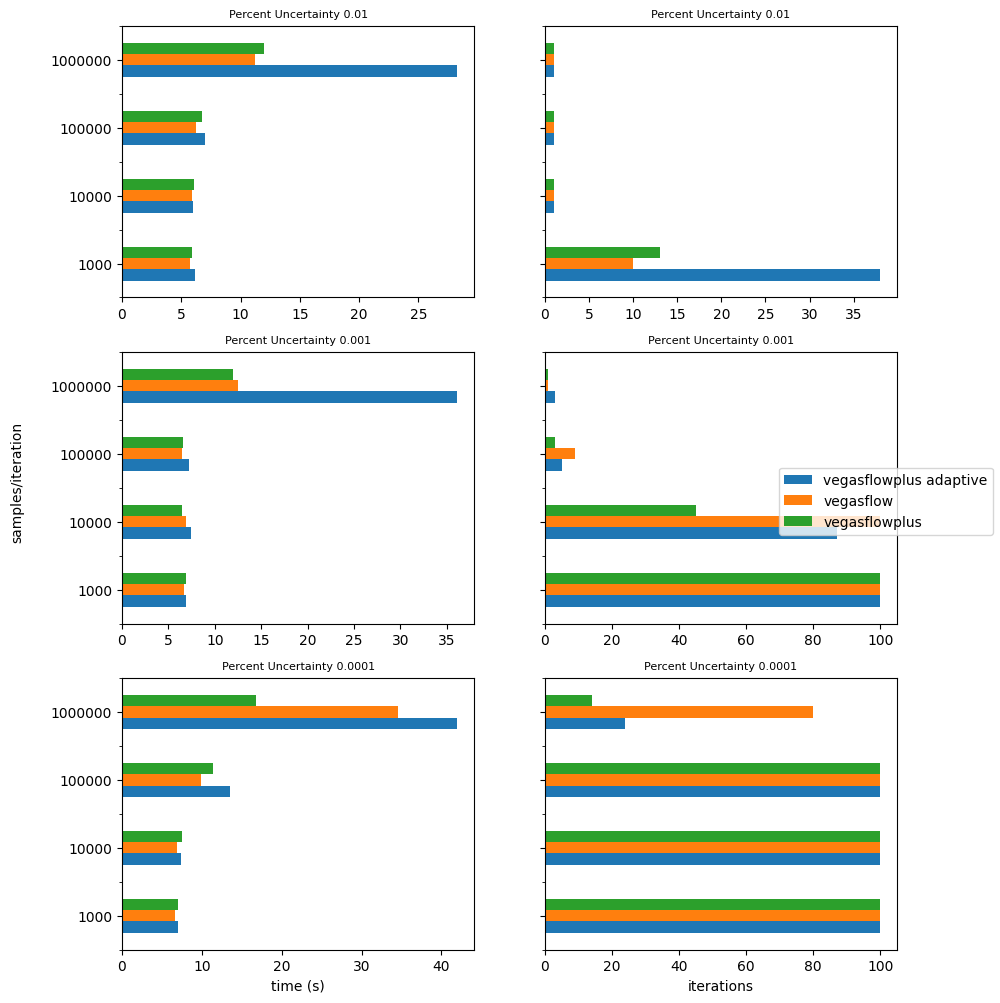 Percent Uncertainty 0.01
1000000
100000
10000
1000
0 5 10 15 20 25
Percent Uncertainty 0.01
0 5 10 15 20 25 30 35
Percent Uncertainty 0.001
samples/iteration
1000000
100000
10000
1000
0 5 10 15 20 25 30 35
Percent Uncertainty 0.001
vegasflowplus adaptive
vegasflow
vegasflowplus
0 20 40 60 80 100
Percent Uncertainty 0.0001
1000000
100000
10000
1000
0 10 20 30 40
time (s)
Percent Uncertainty 0.0001
0 20 40 60 80 100
iterations